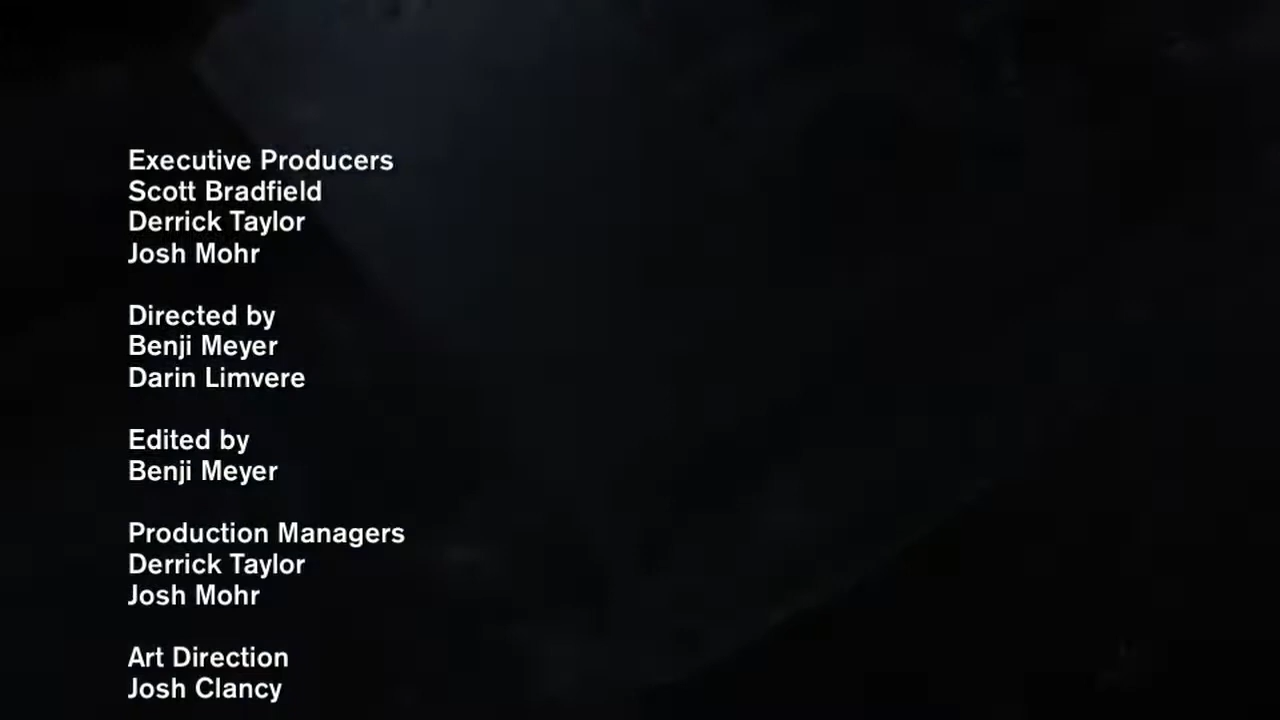 Executive Producers
Scott Bradfield
Derrick Taylor
Josh Mohr
Directed by
Benji Meyer
Darin Limvere
Edited by
Benji Meyer
Production Managers
Derrick Taylor
Josh Mohr
Art Direction
Josh Clancy